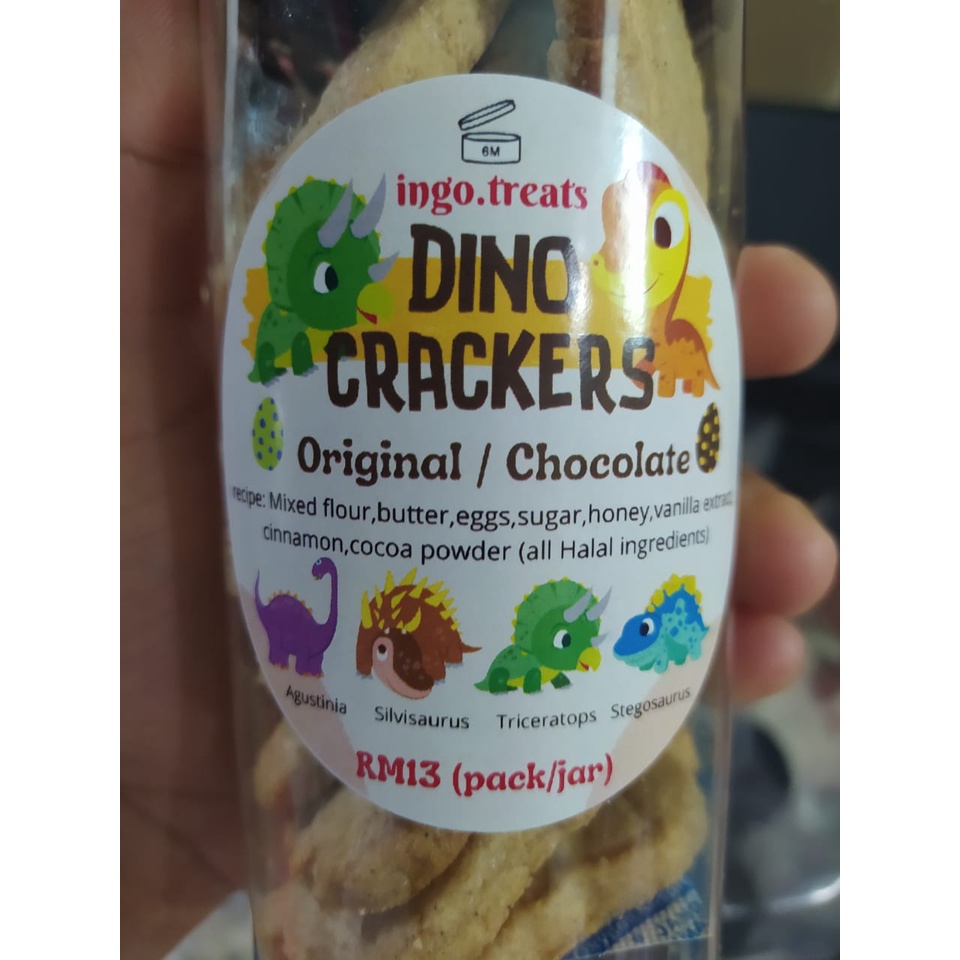 6M
ingo.treats
DINO
CRACKERS
Original / Chocolate
recipe: Mixed flour,butter,eggs,sugar,honey,vanilla extract,
cinnamon,cocoa powder (all Halal ingredients)
Agustinia Silvisaurus Triceratops Stegosaurus
RM13 (pack/jar)